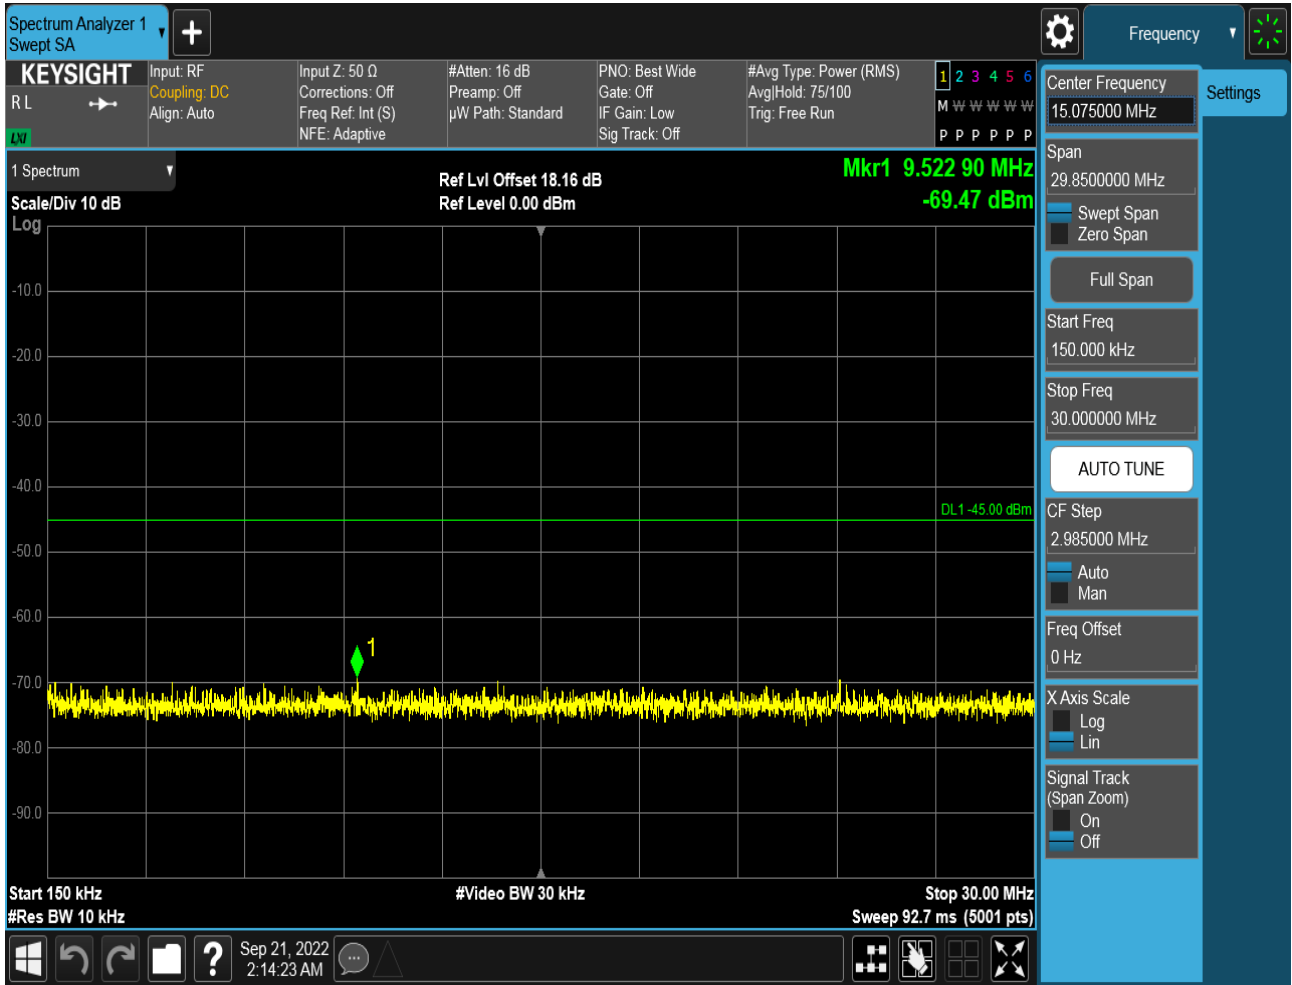 Spectrum Analyzer 1
Swept SA
+
Frequency
KEYSIGHT
R L
LXI
Input: RF
Coupling: DC
Align: Auto
Input Z: 50 Ω
Corrections: Off
Freq Ref: Int (S)
NFE: Adaptive
#Atten: 16 dB
Preamp: Off
µW Path: Standard
PNO: Best Wide
Gate: Off
IF Gain: Low
Sig Track: Off
#Avg Type: Power (RMS)
Avg|Hold: 75/100
Trig: Free Run
1 2 3 4 5 6
M W W W W W
P P P P P P
1 Spectrum
Scale/Div 10 dB
Log
Ref Lvl Offset 18.16 dB
Ref Level 0.00 dBm
Mkr1 9.522 90 MHz
-69.47 dBm
-10.0
-20.0
-30.0
-40.0
DL1 -45.00 dBm
-50.0
-60.0
1
-70.0
-80.0
-90.0
Start 150 kHz
#Res BW 10 kHz
#Video BW 30 kHz
Stop 30.00 MHz
Sweep 92.7 ms (5001 pts)
Center Frequency
15.075000 MHz
Settings
Span
29.8500000 MHz
Swept Span
Zero Span
Full Span
Start Freq
150.000 kHz
Stop Freq
30.000000 MHz
AUTO TUNE
CF Step
2.985000 MHz
Auto
Man
Freq Offset
0 Hz
X Axis Scale
Log
Lin
Signal Track
(Span Zoom)
On
Off
?
Sep 21, 2022
2:14:23 AM